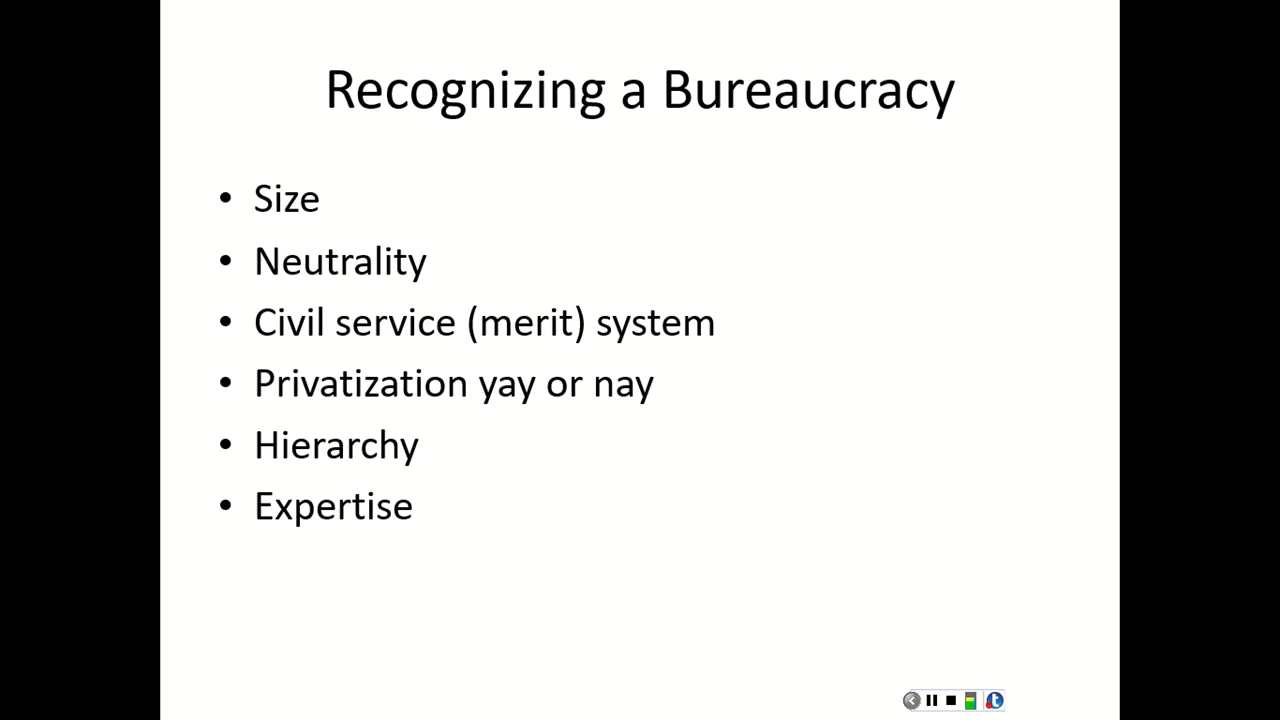 Recognizing a Bureaucracy
• Size
• Neutrality
• Civil service (merit) system
• Privatization yay or nay
• Hierarchy
• Expertise